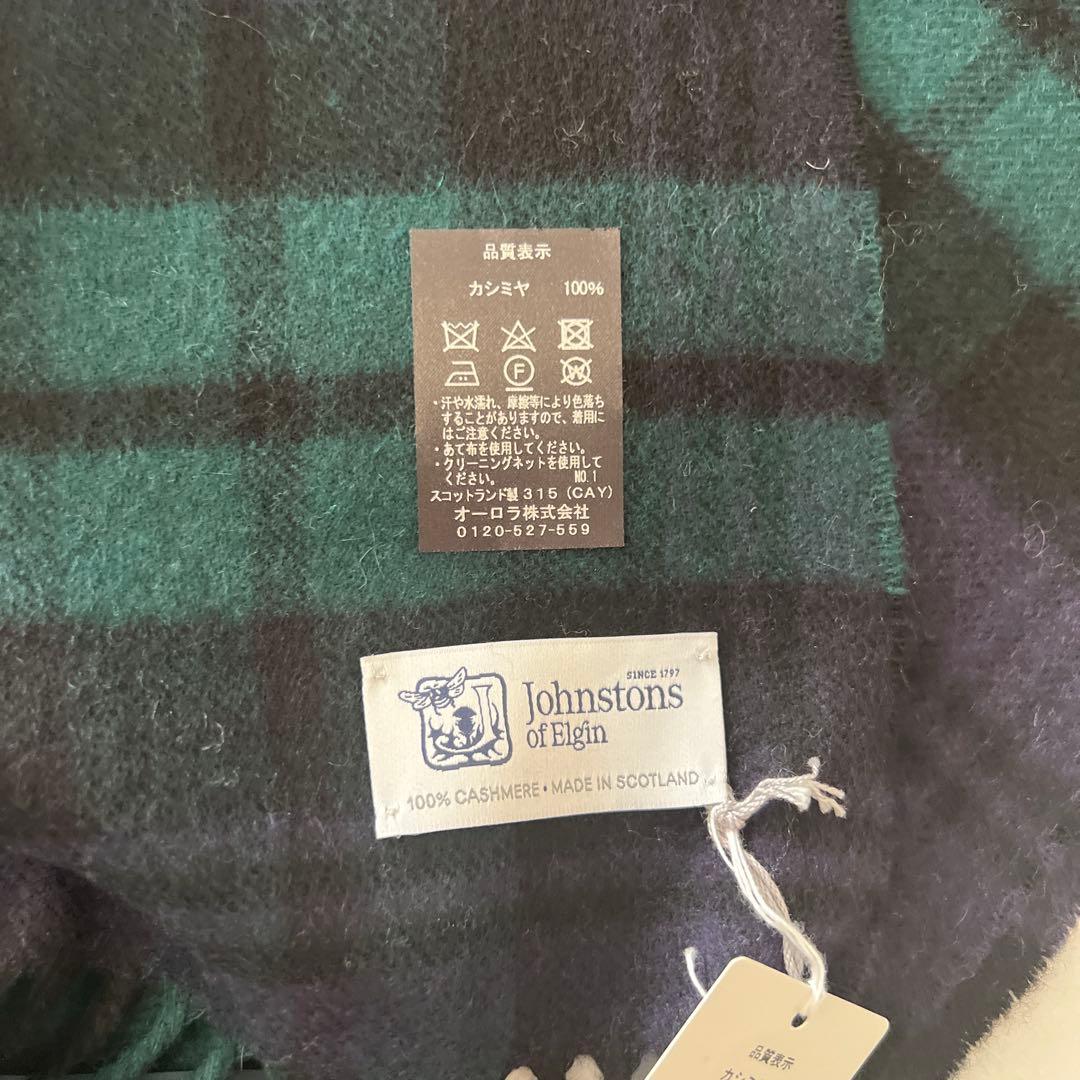 品質表示
カシミヤ 100%
F
W
・汗や水濡れ、摩擦等により色落ち
することがありますので、着用に
はご注意ください。
・あて布を使用してください。
・クリーニングネットを使用して
ください。 NO.1
スコットランド製 315 (CAY)
オーロラ株式会社
0120-527-559
SINCE 1797
Johnstons
of Elgin
100% CASHMERE • MADE IN SCOTLAND
品質表示
カシ